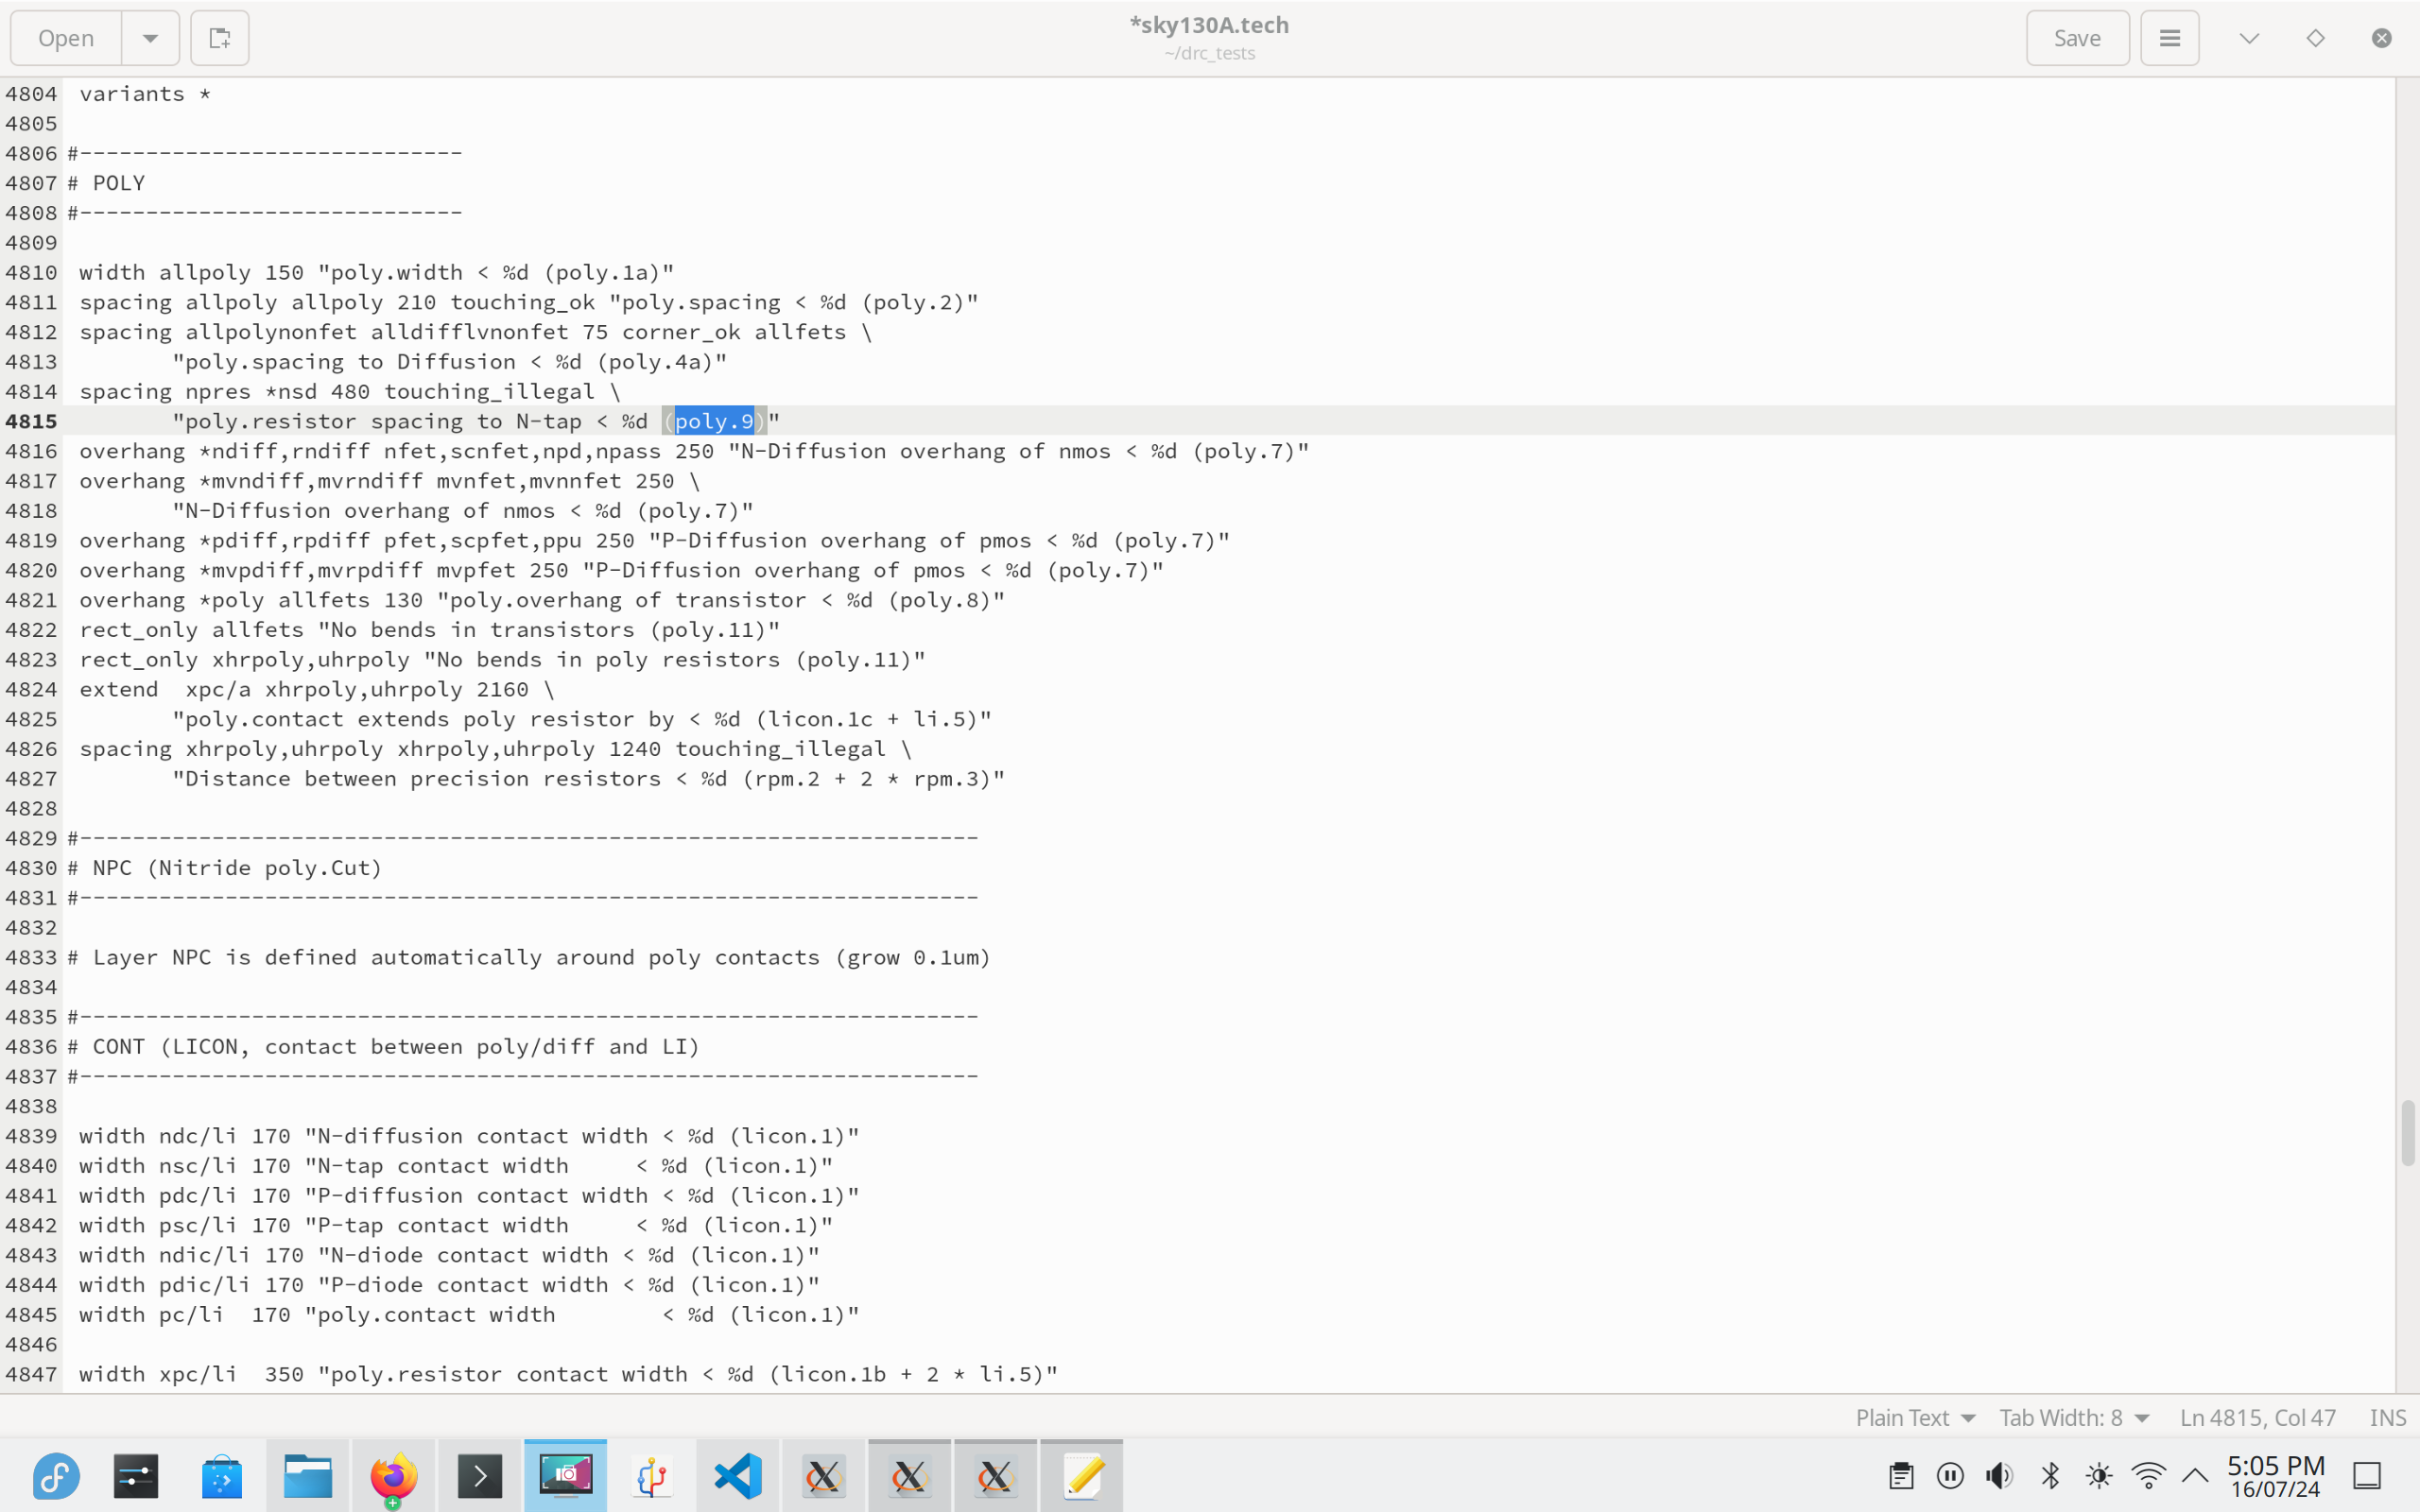 Open
*sky130A.tech
~/drc_tests
Save
4804 variants *
4805
4806 #-----------------------------
4807 # POLY
4808 #-----------------------------
4809
4810 width allpoly 150 "poly.width < %d (poly.1a)"
4811 spacing allpoly allpoly 210 touching_ok "poly.spacing < %d (poly.2)"
4812 spacing allpolynonfet alldifflvnonfet 75 corner_ok allfets \
4813 "poly.spacing to Diffusion < %d (poly.4a)"
4814 spacing npres *nsd 480 touching_illegal \
4815 "poly.resistor spacing to N-tap < %d (poly.9)"
4816 overhang *ndiff,rndiff nfet,scnfet,npd,npass 250 "N-Diffusion overhang of nmos < %d (poly.7)"
4817 overhang *mvndiff,mvrndiff mvnfet,mvnnfet 250 \
4818 "N-Diffusion overhang of nmos < %d (poly.7)"
4819 overhang *pdiff,rpdiff pfet,scpfet,ppu 250 "P-Diffusion overhang of pmos < %d (poly.7)"
4820 overhang *mvpdiff,mvrpdiff mvpfet 250 "P-Diffusion overhang of pmos < %d (poly.7)"
4821 overhang *poly allfets 130 "poly.overhang of transistor < %d (poly.8)"
4822 rect_only allfets "No bends in transistors (poly.11)"
4823 rect_only xhrpoly,uhrpoly "No bends in poly resistors (poly.11)"
4824 extend  xpc/a xhrpoly,uhrpoly 2160 \
4825 "poly.contact extends poly resistor by < %d (licon.1c + li.5)"
4826 spacing xhrpoly,uhrpoly xhrpoly,uhrpoly 1240 touching_illegal \
4827 "Distance between precision resistors < %d (rpm.2 + 2 * rpm.3)"
4828
4829 #--------------------------------------------------------------------
4830 # NPC (Nitride poly.Cut)
4831 #--------------------------------------------------------------------
4832
4833 # Layer NPC is defined automatically around poly contacts (grow 0.1um)
4834
4835 #--------------------------------------------------------------------
4836 # CONT (LICON, contact between poly/diff and LI)
4837 #--------------------------------------------------------------------
4838
4839 width ndc/li 170 "N-diffusion contact width < %d (licon.1)"
4840 width nsc/li 170 "N-tap contact width     < %d (licon.1)"
4841 width pdc/li 170 "P-diffusion contact width < %d (licon.1)"
4842 width psc/li 170 "P-tap contact width     < %d (licon.1)"
4843 width ndic/li 170 "N-diode contact width < %d (licon.1)"
4844 width pdic/li 170 "P-diode contact width < %d (licon.1)"
4845 width pc/li  170 "poly.contact width        < %d (licon.1)"
4846
4847 width xpc/li  350 "poly.resistor contact width < %d (licon.1b + 2 * li.5)"
Plain Text Tab Width: 8 Ln 4815, Col 47 INS
5:05 PM
16/07/24